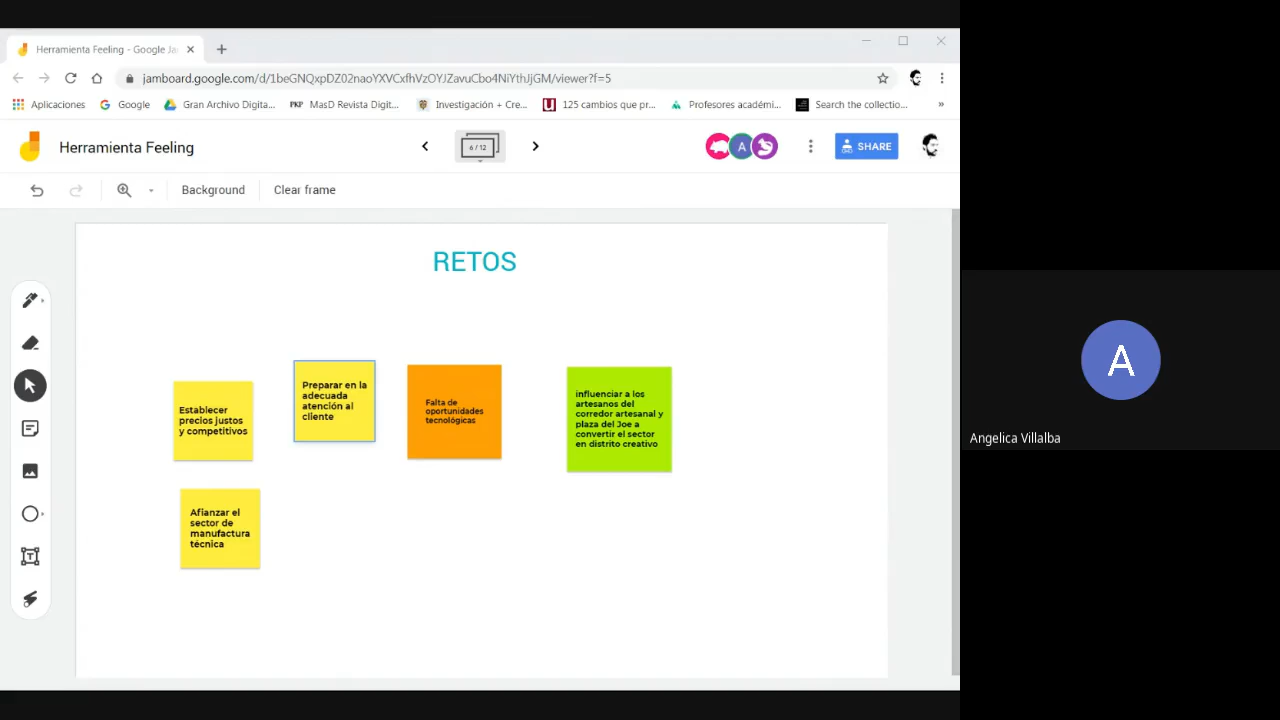 Herramienta Feeling - Google Ja
jamboard.google.com/d/1beGNQxpDZ02naoYXVCxfhVzOYJZavuCbo4NiYthJjGM/viewer?f=5
Aplicaciones
Google
Gran Archivo Digita...
PKP MasD Revista Digit...
Investigación + Cre...
125 cambios que pr...
Profesores académi...
Search the collectio...
»
Herramienta Feeling
6 / 12
A
SHARE
Background
Clear frame
RETOS
Establecer
precios justos
y competitivos
Preparar en la
adecuada
atención al
cliente
Falta de
oportunidades
tecnológicas
influenciar a los
artesanos del
corredor artesanal y
plaza del Joe a
convertir el sector
en distrito creativo
Afianzar el
sector de
manufactura
técnica
A
Angelica Villalba